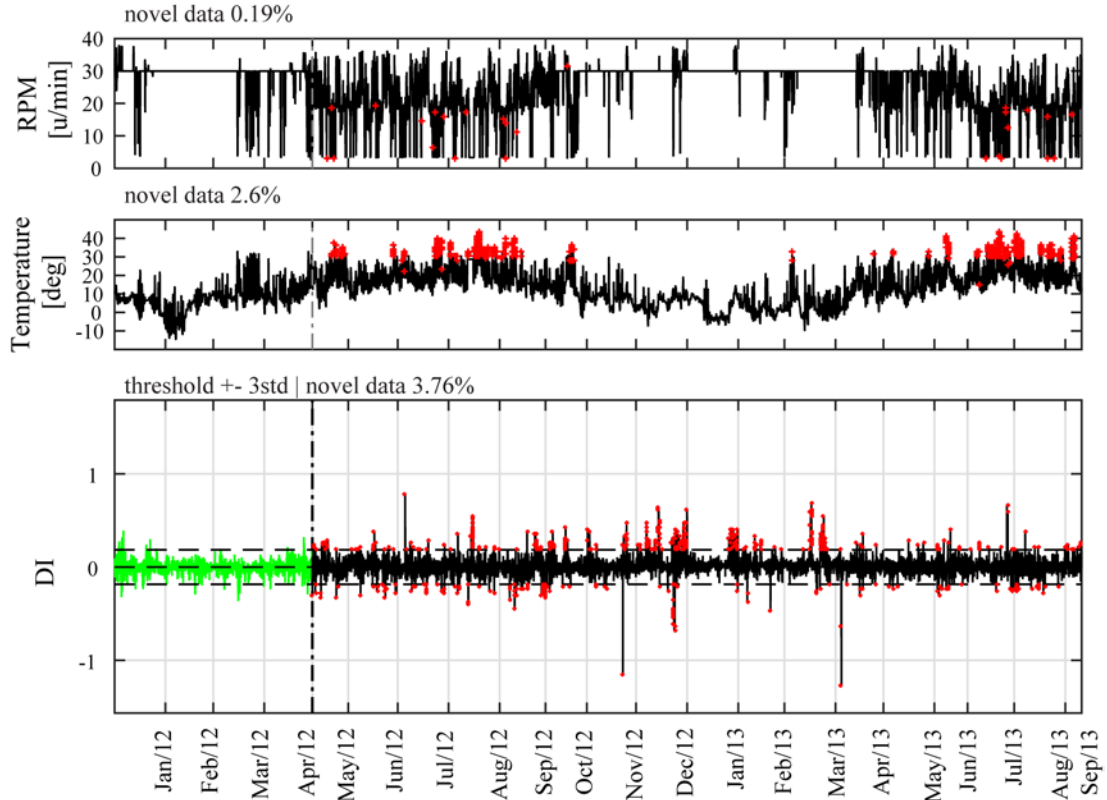 novel data 0.19%
RPM
[u/min]
40
30
20
10
0
novel data 2.6%
Temperature
[deg]
40
30
20
10
0
-10
threshold +- 3std | novel data 3.76%
DI
1
0
-1
Jan/12
Feb/12
Mar/12
Apr/12
May/12
Jun/12
Jul/12
Aug/12
Sep/12
Oct/12
Nov/12
Dec/12
Jan/13
Feb/13
Mar/13
Apr/13
May/13
Jun/13
Jul/13
Aug/13
Sep/13